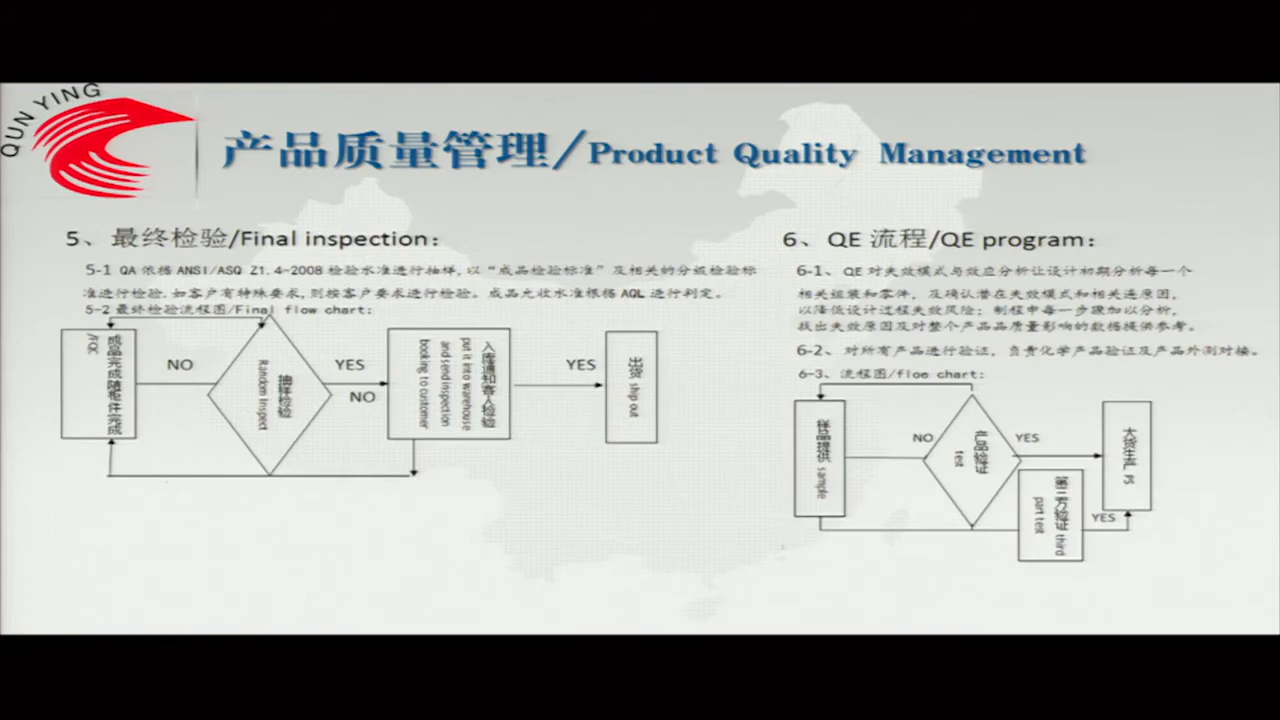 QUN YING
产品质量管理/Product Quality Management
5、最终检验/Final inspection:
5-1 QA 依据 ANSI/ASQ Z1.4-2008 检验水准进行抽样,以“成品检验标准”及相关的分级检验标
准进行检验.如客户有特殊要求,则按客户要求进行检验。成品允收水准根据 AQL 进行判定。
5-2 最终检验流程图/Final flow chart:
成品完成随柜件完成
/FQC
NO
抽样检验
Random Inspect
YES
NO
入库通知客人检验
put it into warehouse
and send inspection
booking to customer
YES
出货 ship out
6、QE 流程/QE program:
6-1、QE 对失效模式与效应分析让设计初期分析每一个
相关组装和零件, 及确认潜在失效模式和相关连原因,
以降低设计过程失效风险; 制程中每一步骤加以分析,
找出失效原因及对整个产品品质量影响的数据提供参考。
6-2、对所有产品进行验证, 负责化学产品验证及产品外测对接。
6-3、流程图/floe chart:
样品提供 sample
NO
产品验证
test
YES
第三方验证 third
part test
YES
大货生产 PS